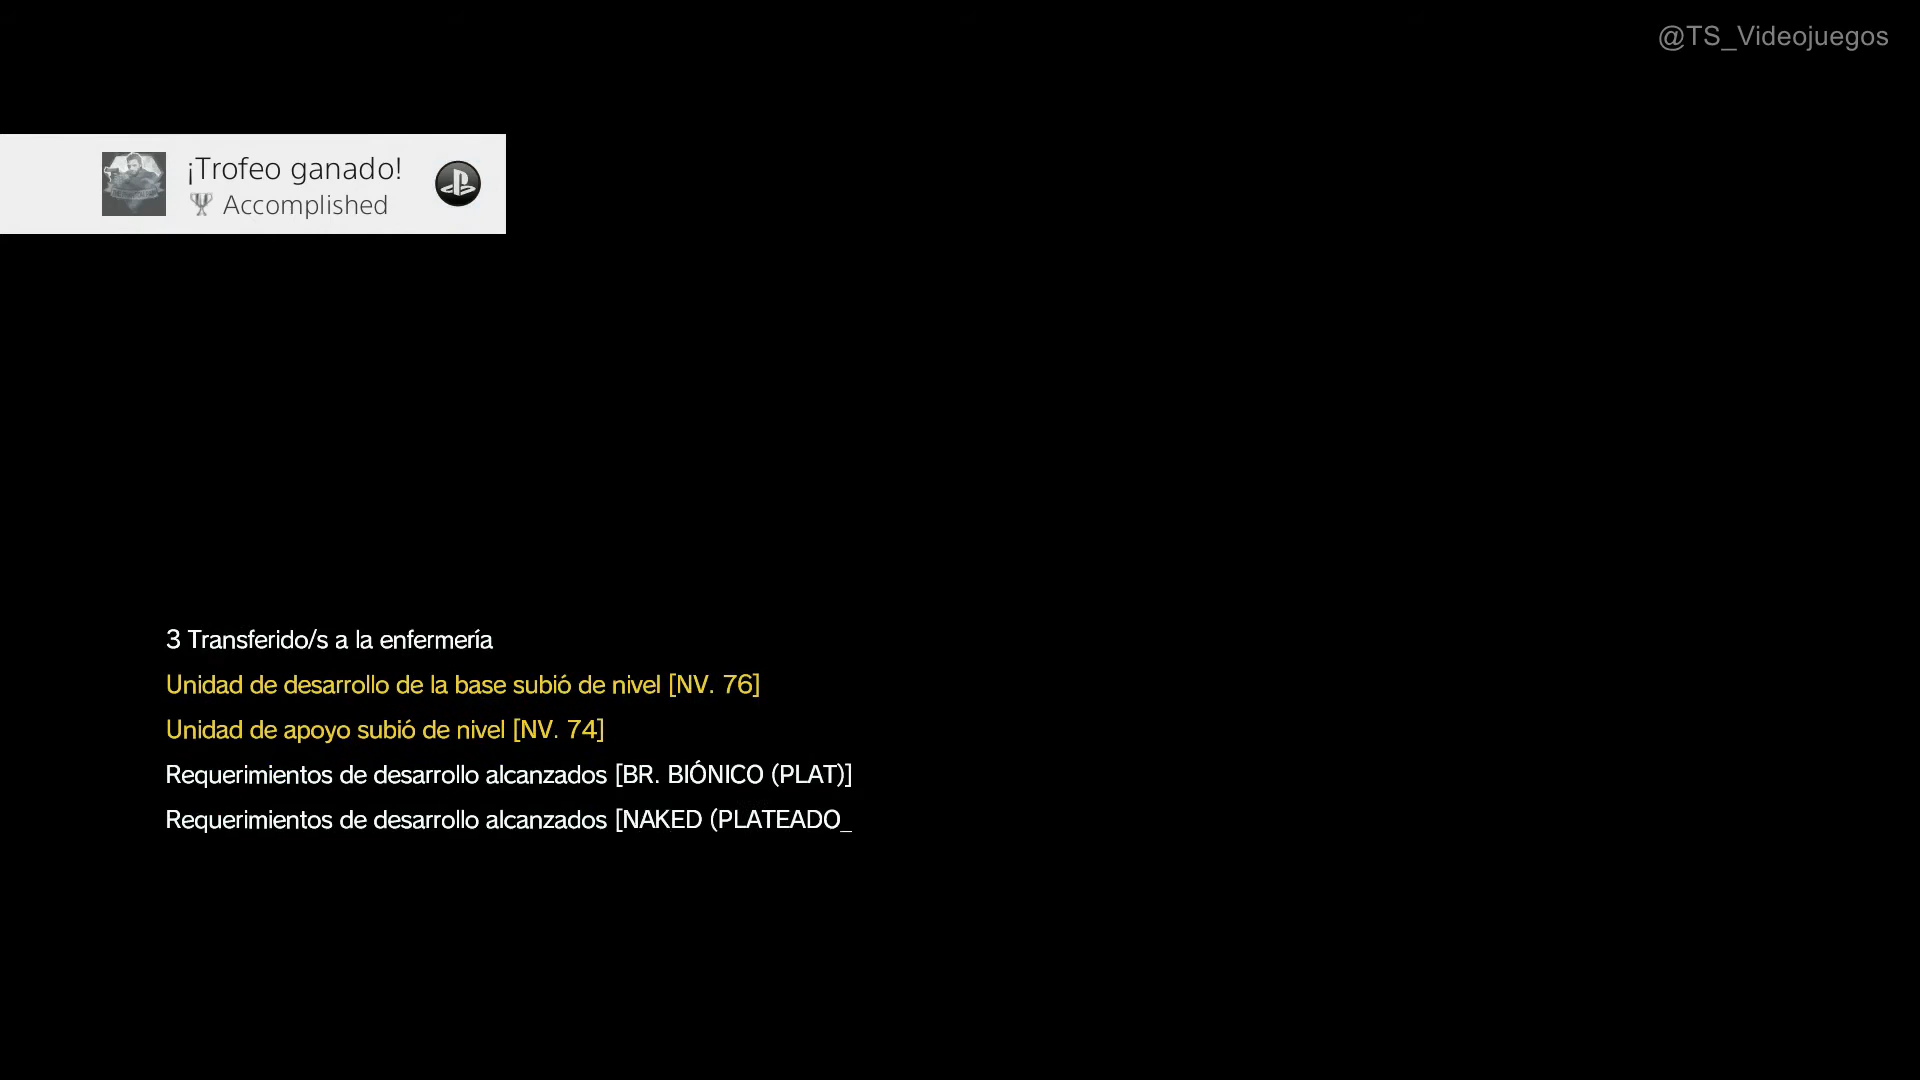 @TS_Videojuegos
¡Trofeo ganado!
Accomplished
3 Transferido/s a la enfermería
Unidad de desarrollo de la base subió de nivel [NV. 76]
Unidad de apoyo subió de nivel [NV. 74]
Requerimientos de desarrollo alcanzados [BR. BIÓNICO (PLAT)]
Requerimientos de desarrollo alcanzados [NAKED (PLATEADO_